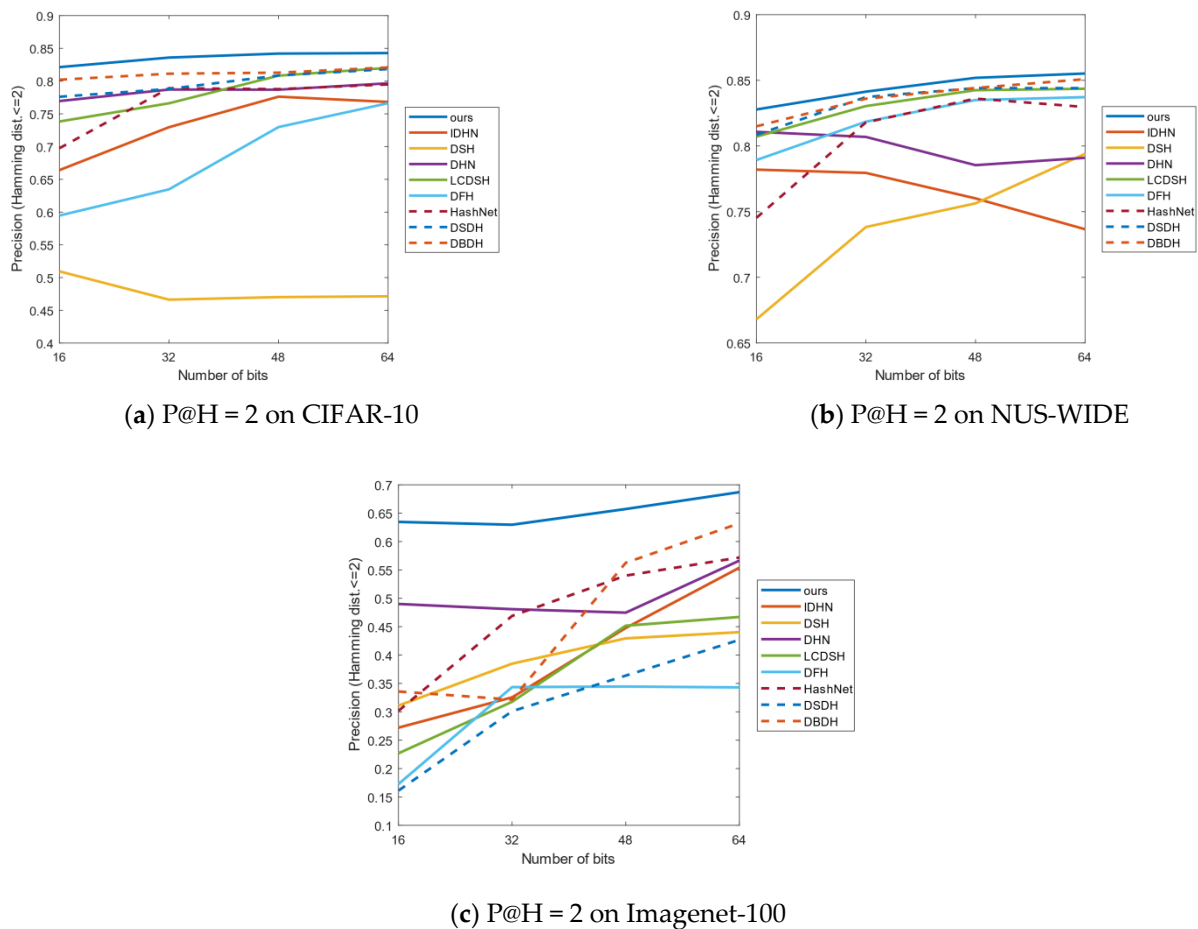 0.9
0.85
0.8
0.75
0.7
0.65
0.6
0.55
0.5
0.45
0.4
Precision (Hamming dist.<=2)
16
32
48
64
Number of bits
ours
IDHN
DSH
DHN
LCDSH
DFH
HashNet
DSDH
DBDH
(a) P@H = 2 on CIFAR-10
0.9
0.85
0.8
0.75
0.7
0.65
Precision (Hamming dist.<=2)
16
32
48
64
Number of bits
ours
IDHN
DSH
DHN
LCDSH
DFH
HashNet
DSDH
DBDH
(b) P@H = 2 on NUS-WIDE
0.7
0.65
0.6
0.55
0.5
0.45
0.4
0.35
0.3
0.25
0.2
0.15
0.1
Precision (Hamming dist.<=2)
16
32
48
64
Number of bits
ours
IDHN
DSH
DHN
LCDSH
DFH
HashNet
DSDH
DBDH
(c) P@H = 2 on Imagenet-100